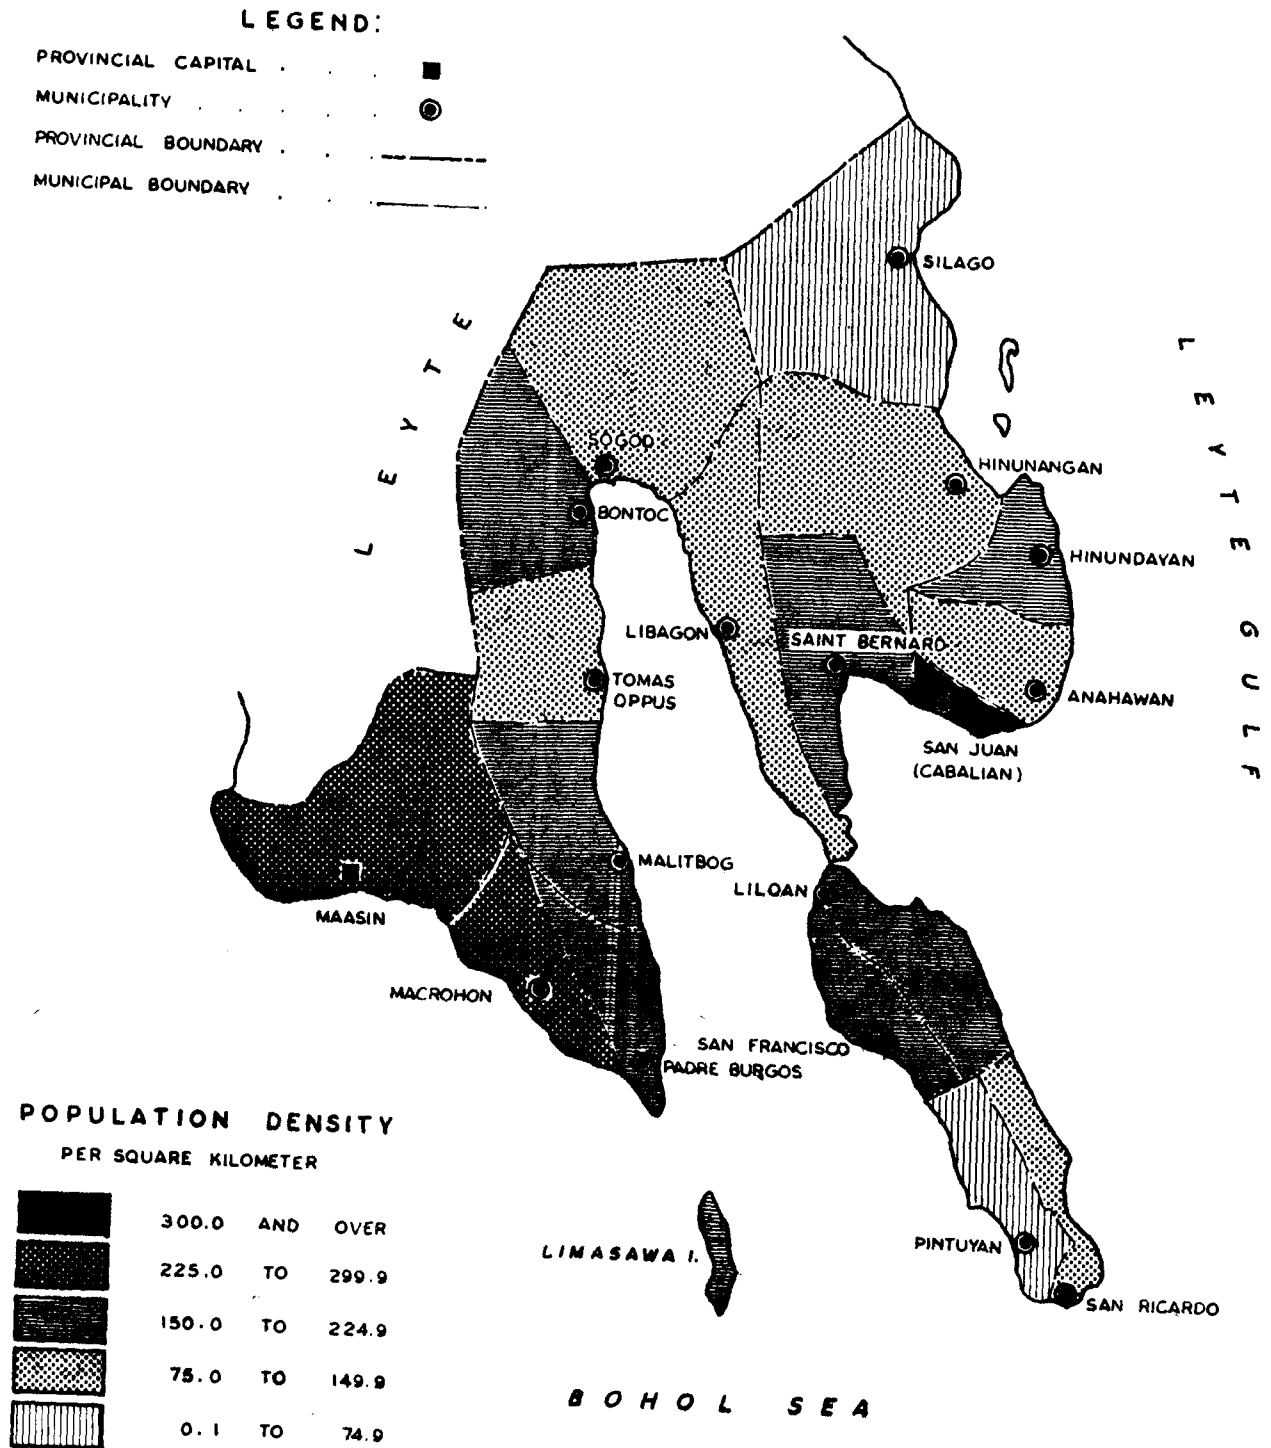 LEGEND:
PROVINCIAL CAPITAL . . .
MUNICIPALITY . . . . .
PROVINCIAL BOUNDARY . . .
MUNICIPAL BOUNDARY . . .
SILAGO
LEYTE
LEYTE GULF
SOGOD
HINUNANGAN
BONTOC
HINUNDAYAN
LIBAGON
SAINT BERNARD
TOMAS
OPPUS
ANAHAWAN
SAN JUAN
(CABALIAN)
MALITBOG
LILOAN
MAASIN
MACROHON
SAN FRANCISCO
PADRE BURGOS
POPULATION DENSITY
PER SQUARE KILOMETER
300.0 AND OVER
225.0 TO 299.9
150.0 TO 224.9
75.0 TO 149.9
0.1 TO 74.9
LIMASAWA I.
PINTUYAN
SAN RICARDO
BOHOL SEA